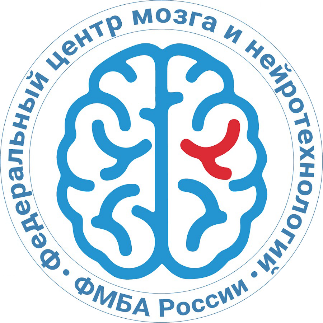 Федеральный центр мозга и нейротехнологий
• ФМБА России •